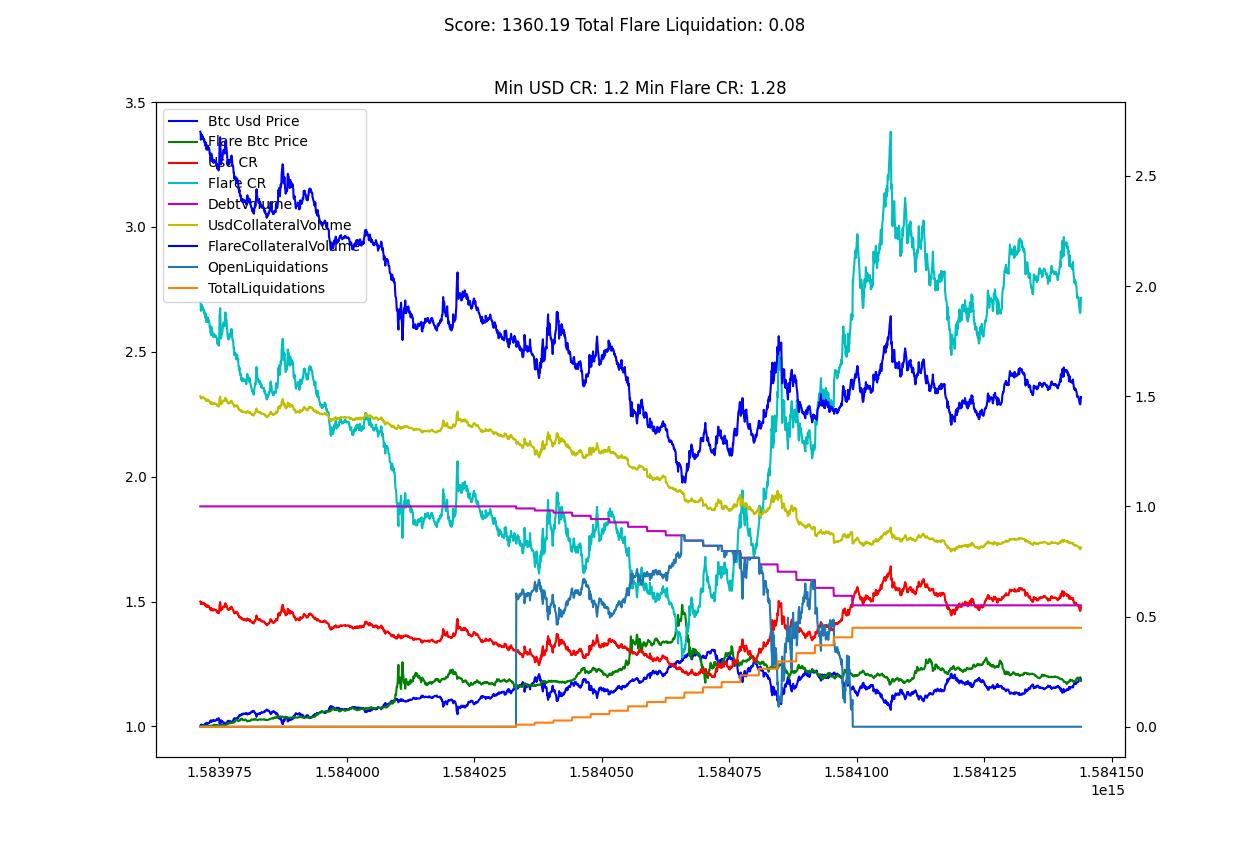 Score: 1360.19 Total Flare Liquidation: 0.08
Min USD CR: 1.2 Min Flare CR: 1.28
Btc Usd Price
Flare Btc Price
Usd CR
Flare CR
DebtVolume
UsdCollateralVolume
FlareCollateralVolume
OpenLiquidations
TotalLiquidations
3.5
3.0
2.5
2.0
1.5
1.0
2.5
2.0
1.5
1.0
0.5
0.0
1.583975 1.584000 1.584025 1.584050 1.584075 1.584100 1.584125 1.584150
1e15